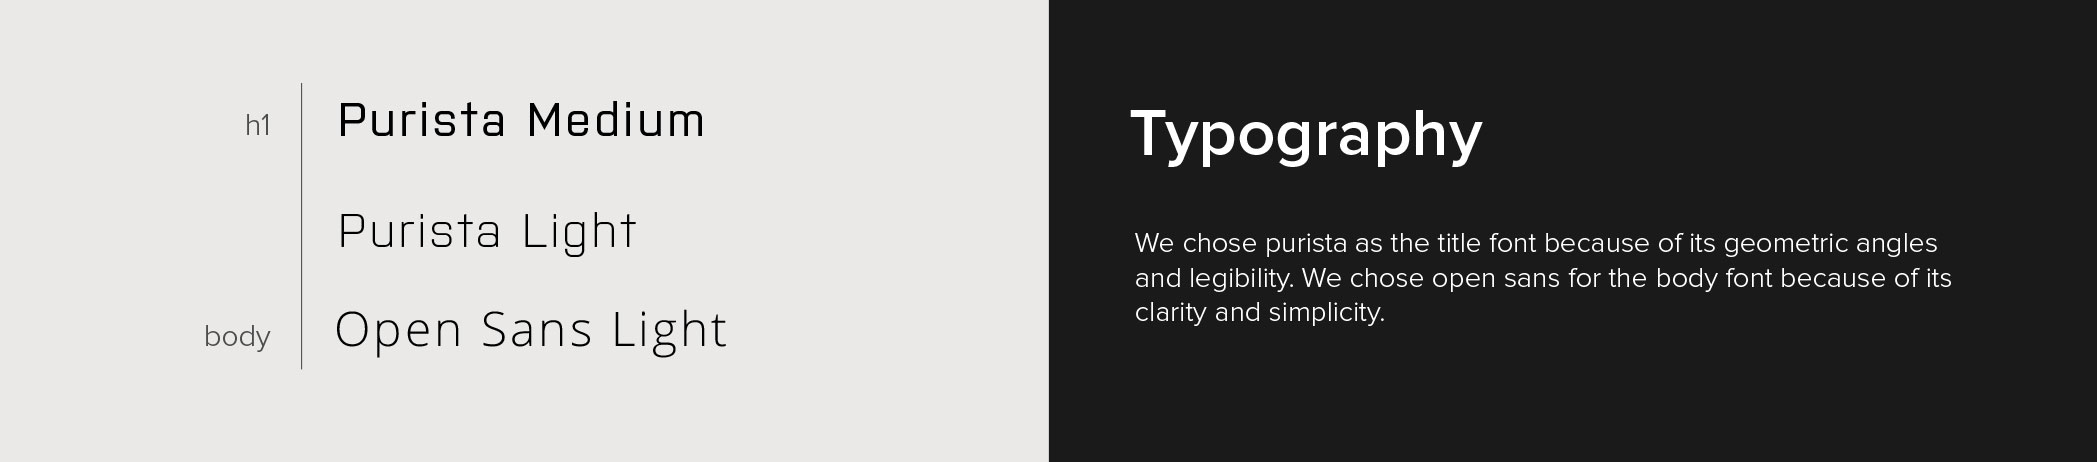 h1
Purista Medium
Purista Light
body
Open Sans Light
Typography
We chose purista as the title font because of its geometric angles
and legibility. We chose open sans for the body font because of its
clarity and simplicity.